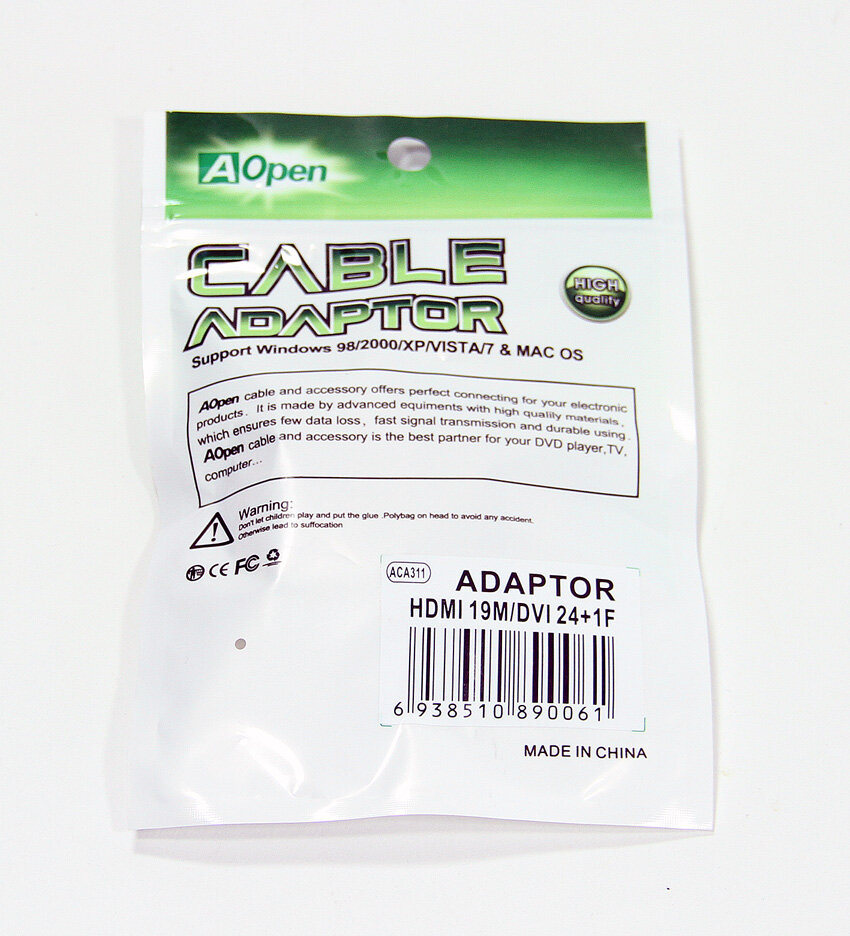 AOpen
CABLE
ADAPTOR
HIGH
quality
Support Windows 98/2000/XP/VISTA/7 & MAC OS
AOpen cable and accessory offers perfect connecting for your electronic
products. It is made by advanced equiments with high quality materials,
which ensures few data loss, fast signal transmission and durable using.
AOpen cable and accessory is the best partner for your DVD player,TV,
computer...
Warning:
Don't let children play and put the glue .Polybag on head to avoid any accident.
Otherwise lead to suffocation
CE FC
ACA311
ADAPTOR
HDMI 19M/DVI 24+1F
6 938510 890061
MADE IN CHINA